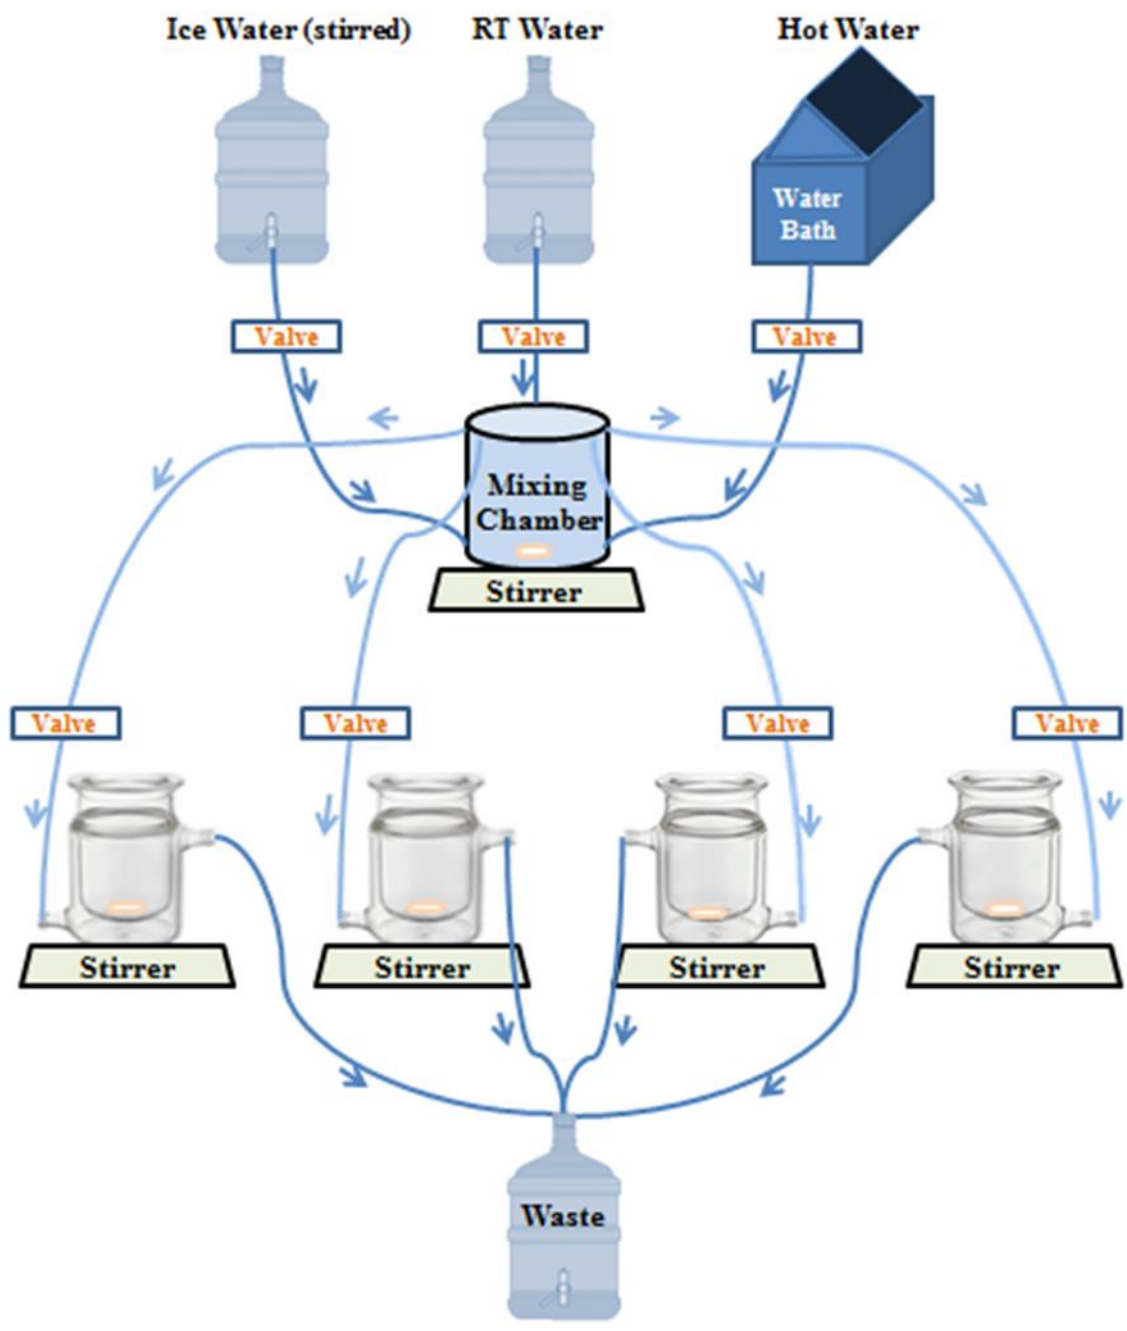 Ice Water (stirred)
RT Water
Hot Water
Water
Bath
Valve
Valve
Valve
Mixing
Chamber
Stirrer
Valve
Valve
Valve
Valve
Stirrer
Stirrer
Stirrer
Stirrer
Waste